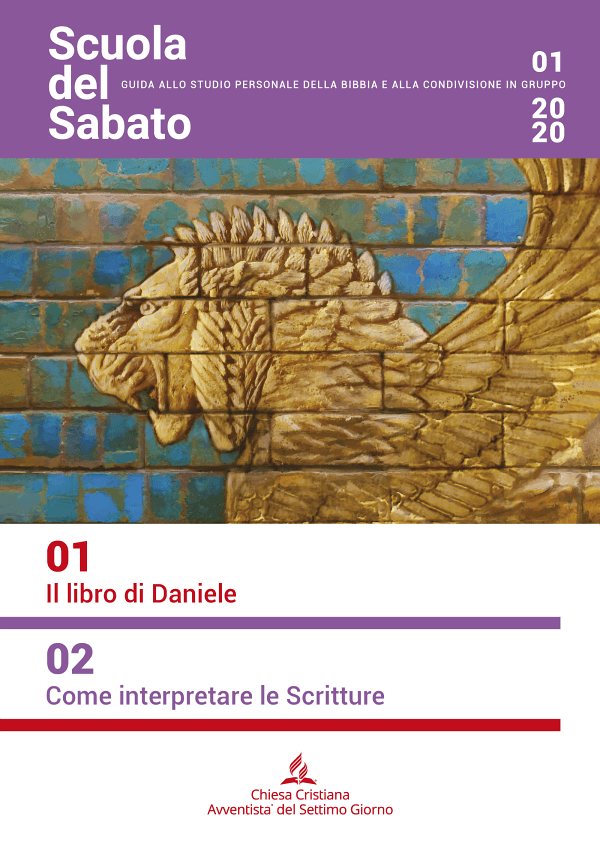 Scuola
del
Sabato
GUIDA ALLO STUDIO PERSONALE DELLA BIBBIA E ALLA CONDIVISIONE IN GRUPPO
01
20
20
01
Il libro di Daniele
02
Come interpretare le Scritture
Chiesa Cristiana
Avventista® del Settimo Giorno